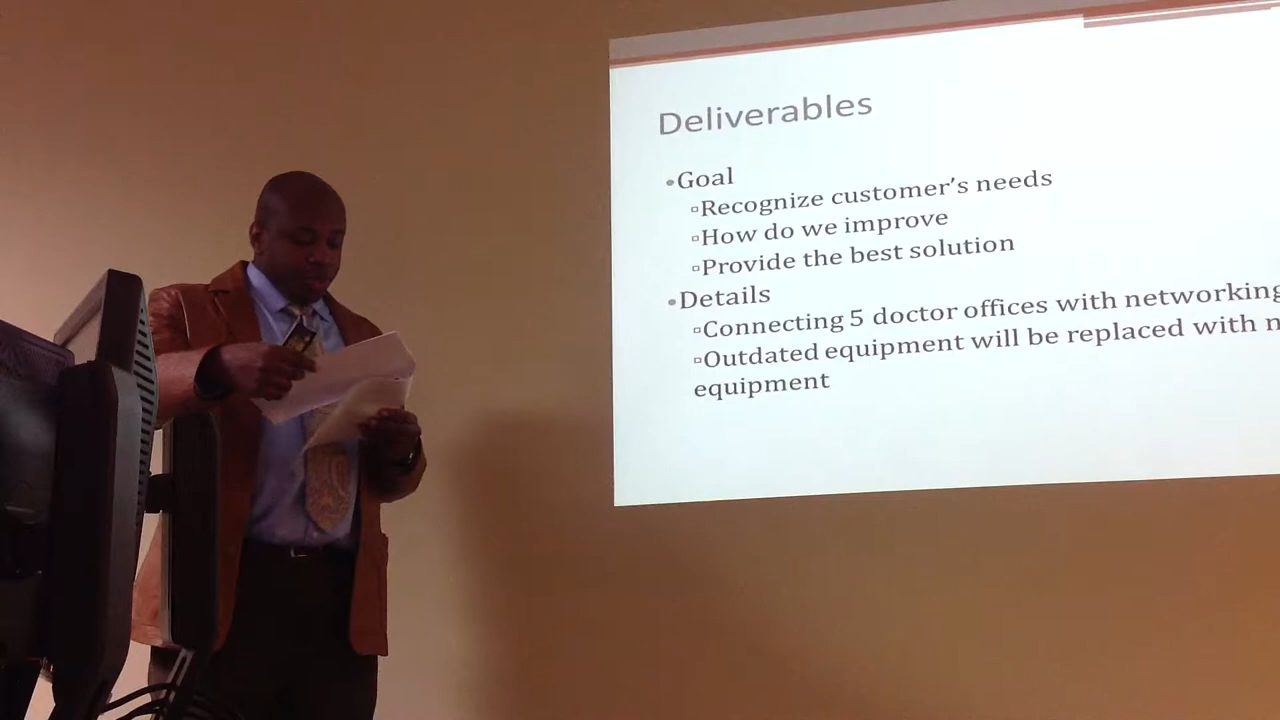 Deliverables
•Goal
▫Recognize customer's needs
▫How do we improve
▫Provide the best solution
•Details
▫Connecting 5 doctor offices with networking
▫Outdated equipment will be replaced with
equipment